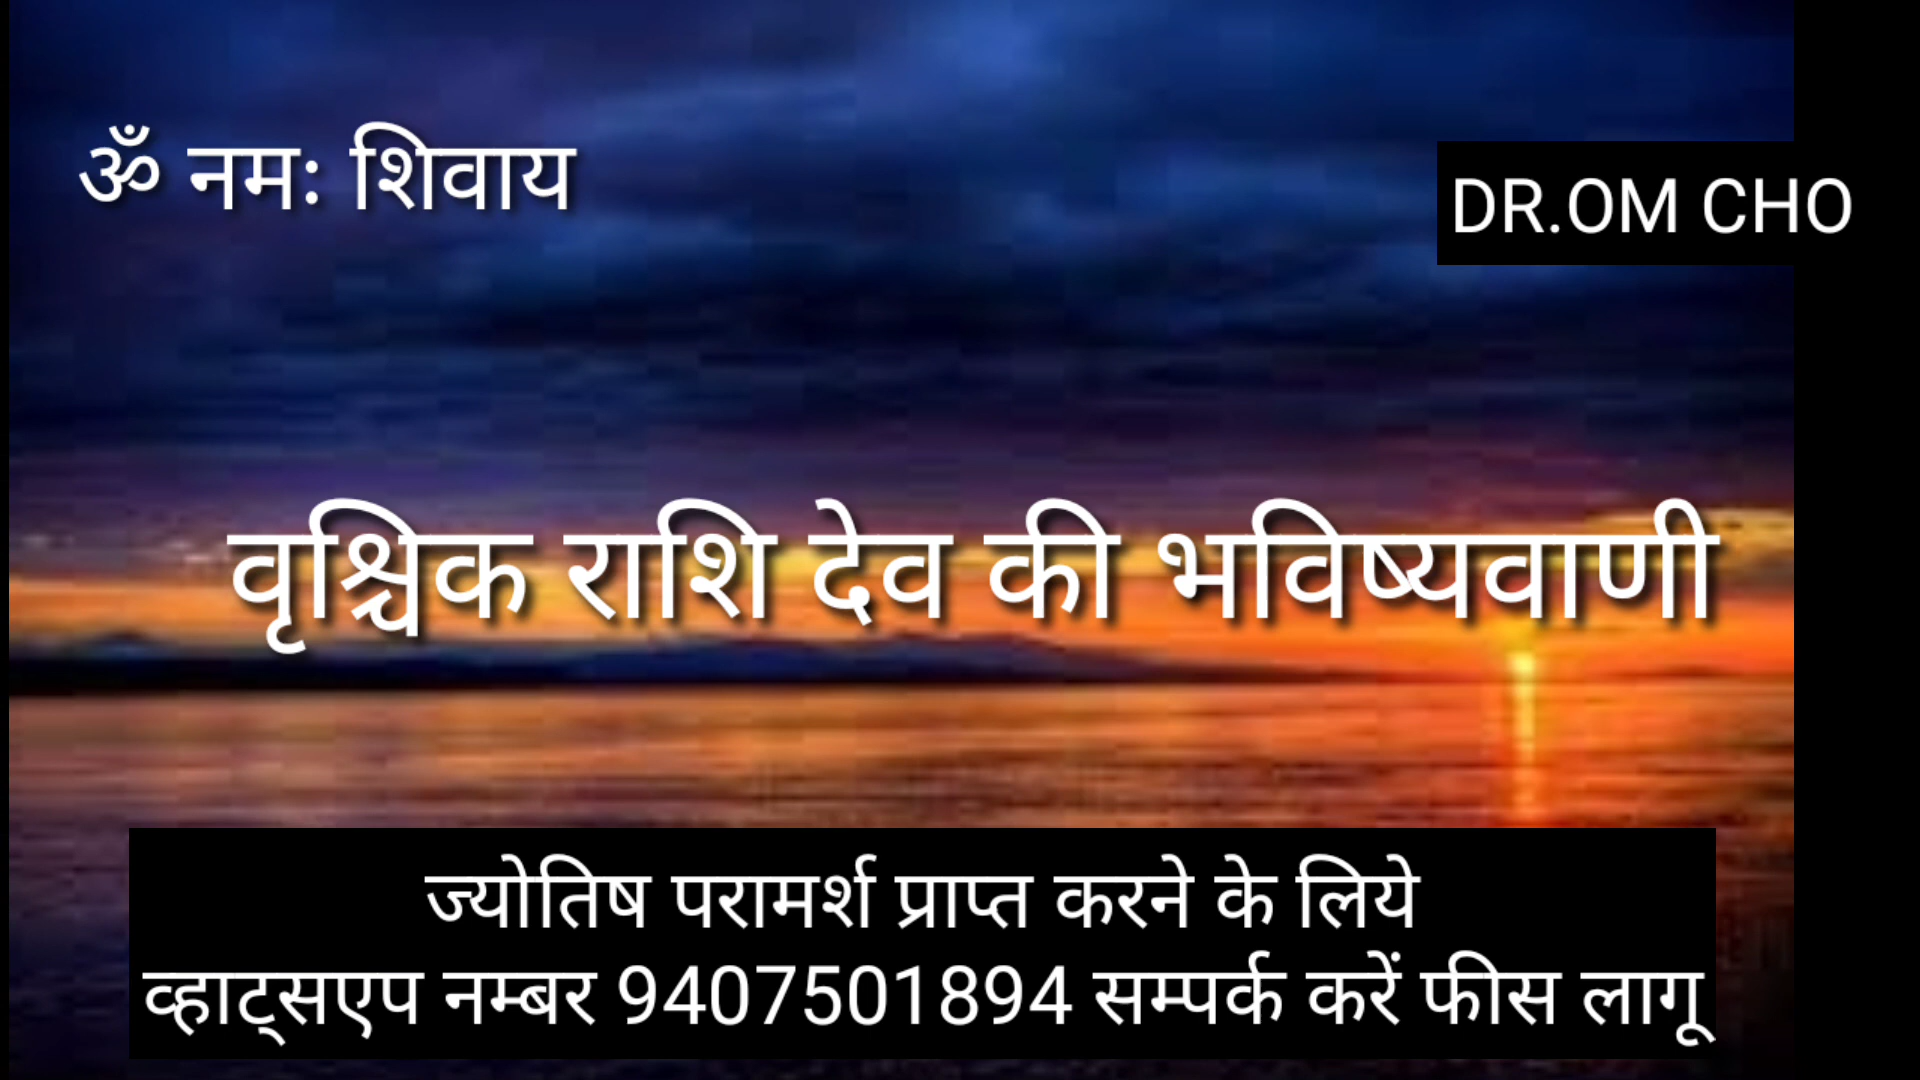 ॐ नमः शिवाय
DR.OM CHO
वृश्चिक राशि देव की भविष्यवाणी
ज्योतिष परामर्श प्राप्त करने के लिये
व्हाट्सएप नम्बर 9407501894 सम्पर्क करें फीस लागू